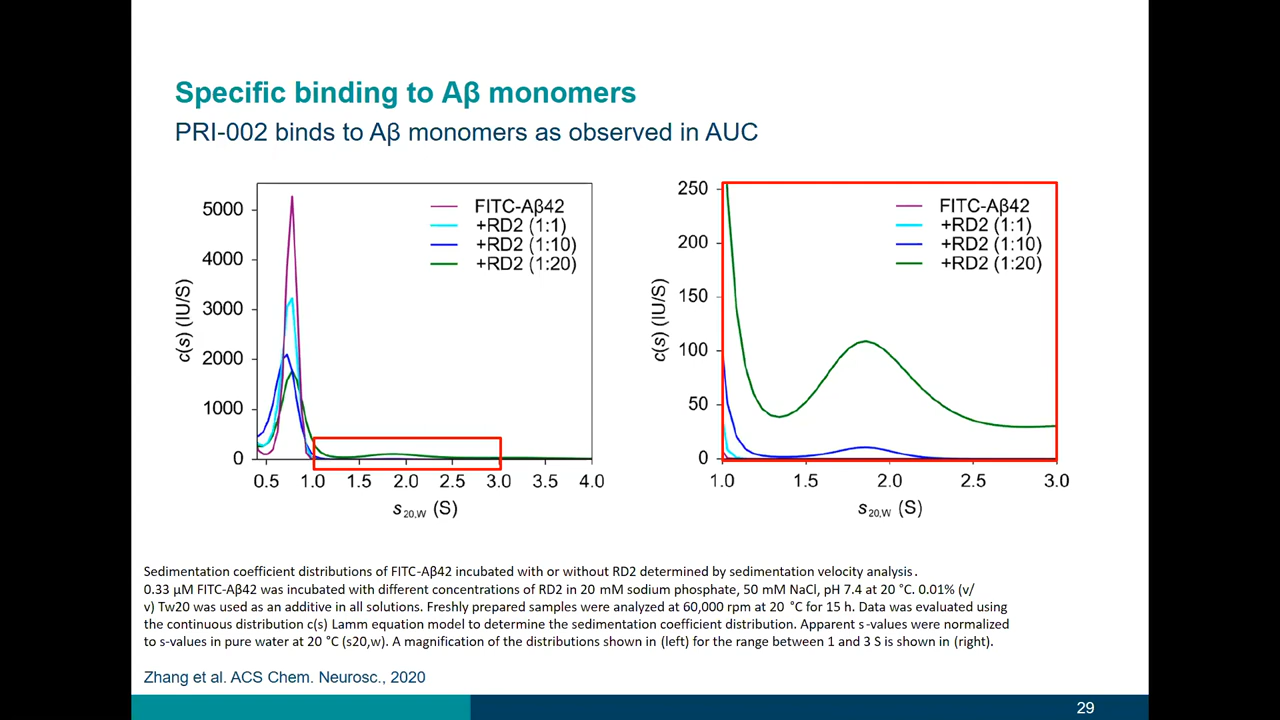 Specific binding to Aβ monomers
PRI-002 binds to Aβ monomers as observed in AUC
c(s) (IU/S)
5000
4000
3000
2000
1000
0
FITC-Aβ42
+RD2 (1:1)
+RD2 (1:10)
+RD2 (1:20)
0.5 1.0 1.5 2.0 2.5 3.0 3.5 4.0
s20,W (S)
c(s) (IU/S)
250
200
150
100
50
0
FITC-Aβ42
+RD2 (1:1)
+RD2 (1:10)
+RD2 (1:20)
1.0 1.5 2.0 2.5 3.0
s20,W (S)
Sedimentation coefficient distributions of FITC-Aβ42 incubated with or without RD2 determined by sedimentation velocity analysis.
0.33 μM FITC-Aβ42 was incubated with different concentrations of RD2 in 20 mM sodium phosphate, 50 mM NaCl, pH 7.4 at 20 °C. 0.01% (v/
v) Tw20 was used as an additive in all solutions. Freshly prepared samples were analyzed at 60,000 rpm at 20 °C for 15 h. Data was evaluated using
the continuous distribution c(s) Lamm equation model to determine the sedimentation coefficient distribution. Apparent s-values were normalized
to s-values in pure water at 20 °C (s20,w). A magnification of the distributions shown in (left) for the range between 1 and 3 S is shown in (right).
Zhang et al. ACS Chem. Neurosc., 2020
29